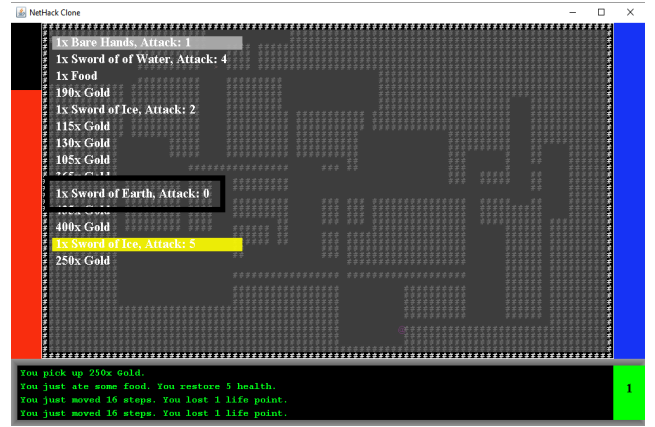 NetHack Clone
1x Bare Hands, Attack: 1
1x Sword of of Water, Attack: 4
1x Food
190x Gold
1x Sword of Ice, Attack: 2
115x Gold
130x Gold
105x Gold
1x Sword of Earth, Attack: 0
400x Gold
1x Sword of Ice, Attack: 5
250x Gold
You pick up 250x Gold.
You just ate some food. You restore 5 health.
You just moved 16 steps. You lost 1 life point.
You just moved 16 steps. You lost 1 life point.
1